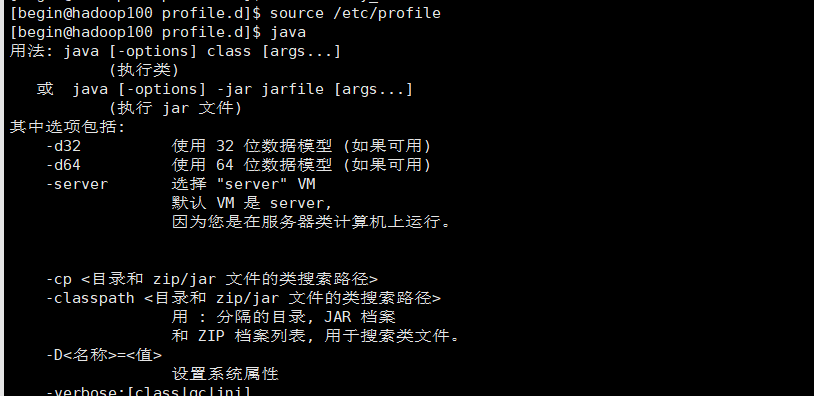 [begin@hadoop100 profile.d]$ source /etc/profile
[begin@hadoop100 profile.d]$ java
用法: java [-options] class [args...]
(执行类)
或 java [-options] -jar jarfile [args...]
(执行 jar 文件)
其中选项包括:
-d32 使用 32 位数据模型 (如果可用)
-d64 使用 64 位数据模型 (如果可用)
-server 选择 "server" VM
默认 VM 是 server,
因为您是在服务器类计算机上运行。
-cp <目录和 zip/jar 文件的类搜索路径>
-classpath <目录和 zip/jar 文件的类搜索路径>
用 : 分隔的目录, JAR 档案
和 ZIP 档案列表, 用于搜索类文件。
-D<名称>=<值>
设置系统属性
-verbose:[class|gc|jni]